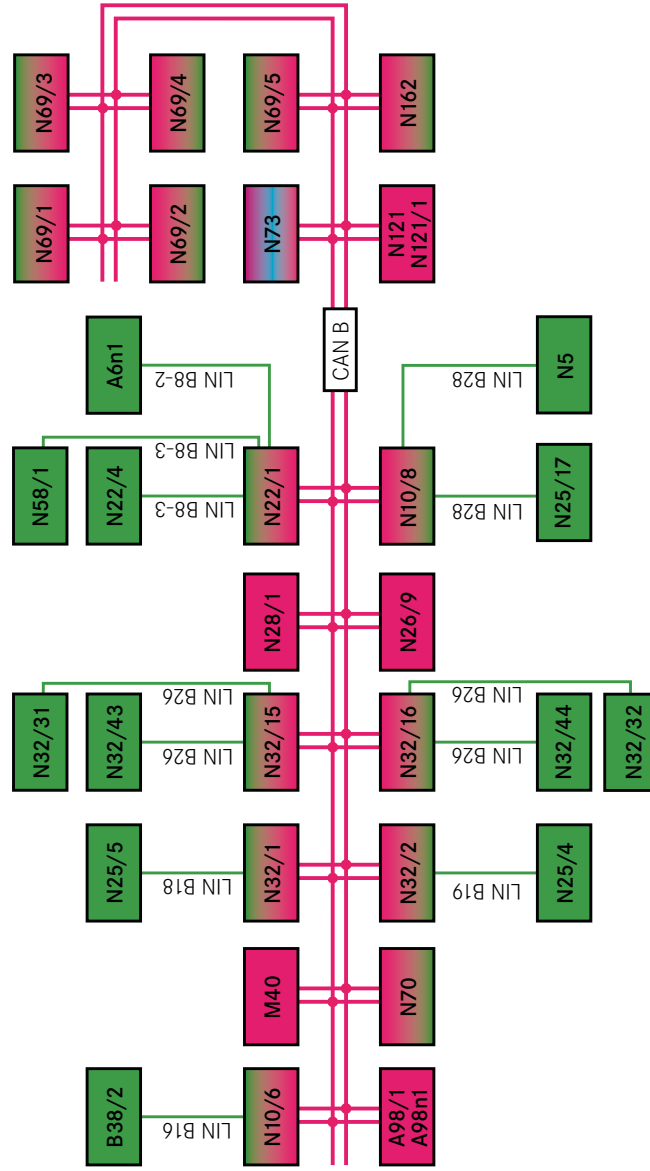 N69/3
N69/4
N69/5
N162
N69/1
N69/2
N73
N121
N121/1
CAN B
A6n1
LIN B8-2
LIN B28
N5
N58/1
LIN B8-3
N22/4
LIN B8-3
N22/1
N10/8
LIN B28
N25/17
N28/1
N26/9
N32/31
LIN B26
N32/43
LIN B26
N32/15
N32/16
LIN B26
LIN B26
N32/44
N32/32
N25/5
LIN B18
N32/1
N32/2
LIN B19
N25/4
M40
N70
B38/2
LIN B16
N10/6
A98/1
A98n1